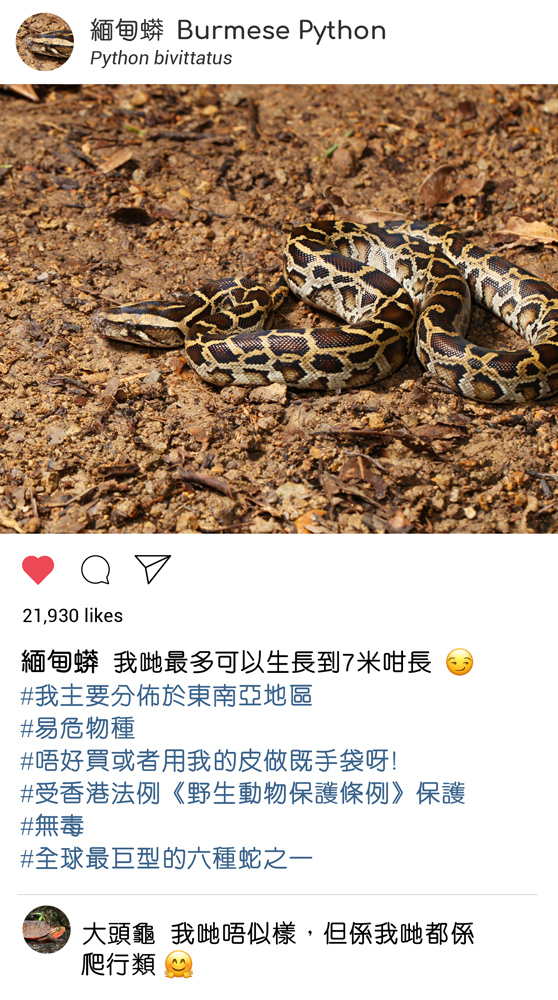 緬甸蟒 Burmese Python
Python bivittatus
21,930 likes
緬甸蟒 我哋最多可以生長到7米咁長 😏
#我主要分佈於東南亞地區
#易危物種
#唔好買或者用我的皮做既手袋呀!
#受香港法例《野生動物保護條例》保護
#無毒
#全球最巨型的六種蛇之一
大頭龜 我哋唔似樣，但係我哋都係
爬行類 🤗